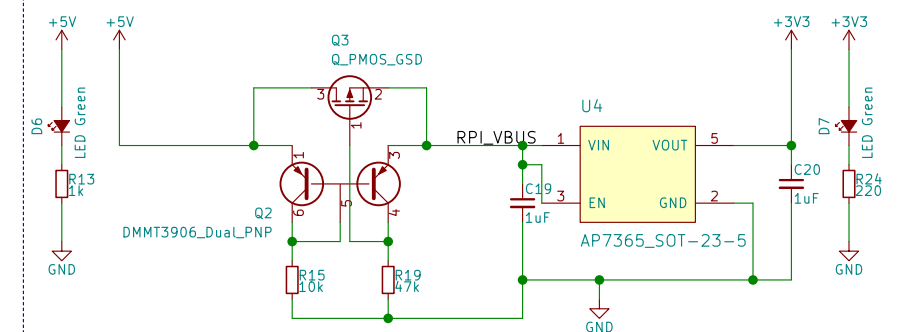 +5V
+5V
+3V3
+3V3
Q3
Q_PMOS_GSD
3
2
1
D6
LED Green
R13
1k
GND
1
3
Q2
DMMT3906_Dual_PNP
6
5
4
R15
10k
R19
47k
RPI_VBUS
C19
1uF
U4
1
VIN
VOUT
5
3
EN
GND
2
AP7365_SOT-23-5
GND
C20
1uF
D7
LED Green
R24
220
GND